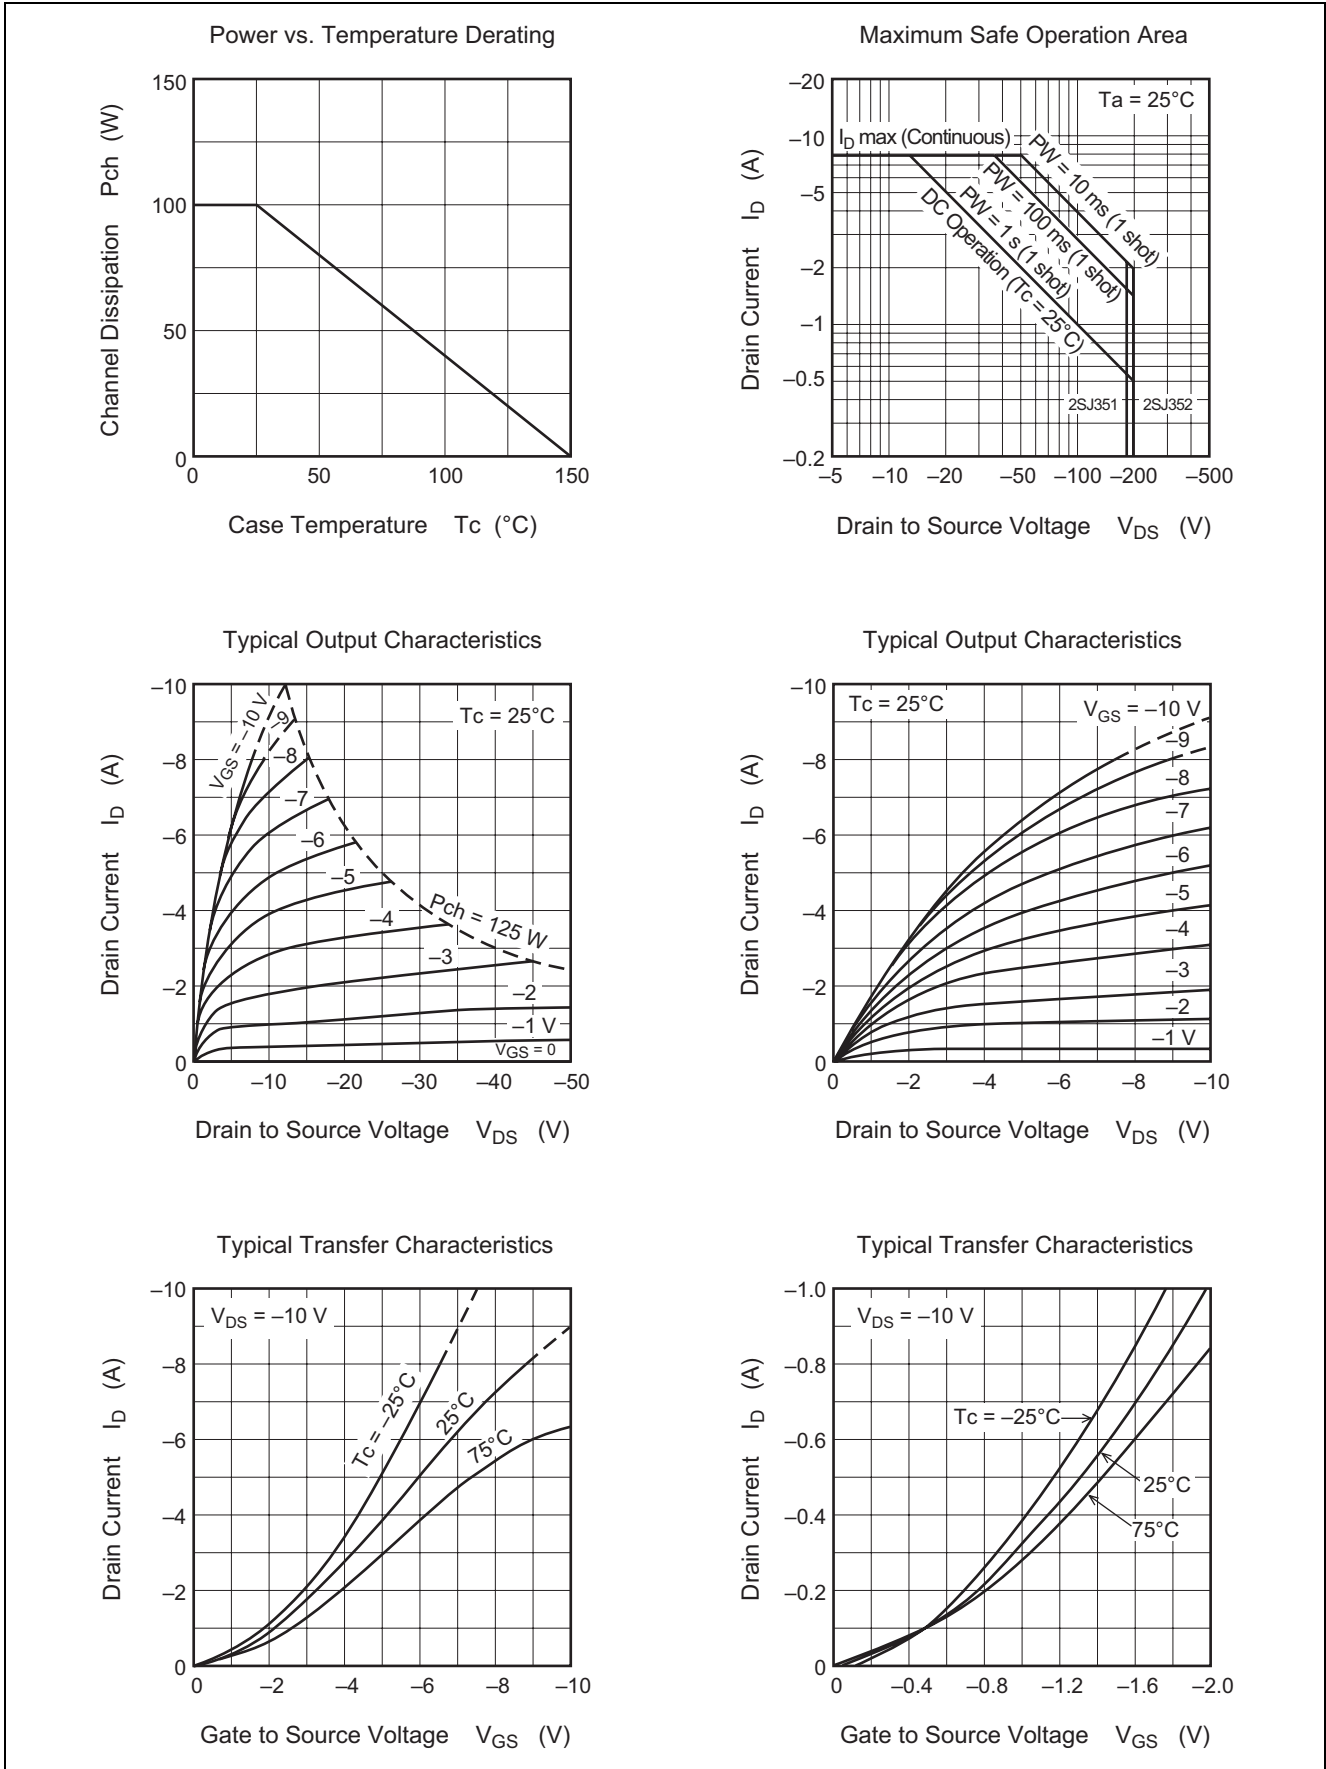 Power vs. Temperature Derating
150
100
50
0
Channel Dissipation Pch (W)
0 50 100 150
Case Temperature Tc (°C)
Maximum Safe Operation Area
–20
–10
–5
–2
–1
–0.5
–0.2
Drain Current ID (A)
Ta = 25°C
ID max (Continuous)
PW = 10 ms (1 shot)
PW = 100 ms (1 shot)
PW = 1 s (1 shot)
DC Operation (Tc = 25°C)
2SJ351 2SJ352
–5 –10 –20 –50 –100 –200 –500
Drain to Source Voltage VDS (V)
Typical Output Characteristics
–10
–8
–6
–4
–2
0
Drain Current ID (A)
Tc = 25°C
VGS = –10 V
–9
–8
–7
–6
–5
–4
Pch = 125 W
–3
–2
–1 V
VGS = 0
0 –10 –20 –30 –40 –50
Drain to Source Voltage VDS (V)
Typical Output Characteristics
–10
–8
–6
–4
–2
0
Drain Current ID (A)
Tc = 25°C
VGS = –10 V
–9
–8
–7
–6
–5
–4
–3
–2
–1 V
0 –2 –4 –6 –8 –10
Drain to Source Voltage VDS (V)
Typical Transfer Characteristics
–10
–8
–6
–4
–2
0
Drain Current ID (A)
VDS = –10 V
Tc = –25°C
25°C
75°C
0 –2 –4 –6 –8 –10
Gate to Source Voltage VGS (V)
Typical Transfer Characteristics
–1.0
–0.8
–0.6
–0.4
–0.2
0
Drain Current ID (A)
VDS = –10 V
Tc = –25°C
25°C
75°C
0 –0.4 –0.8 –1.2 –1.6 –2.0
Gate to Source Voltage VGS (V)